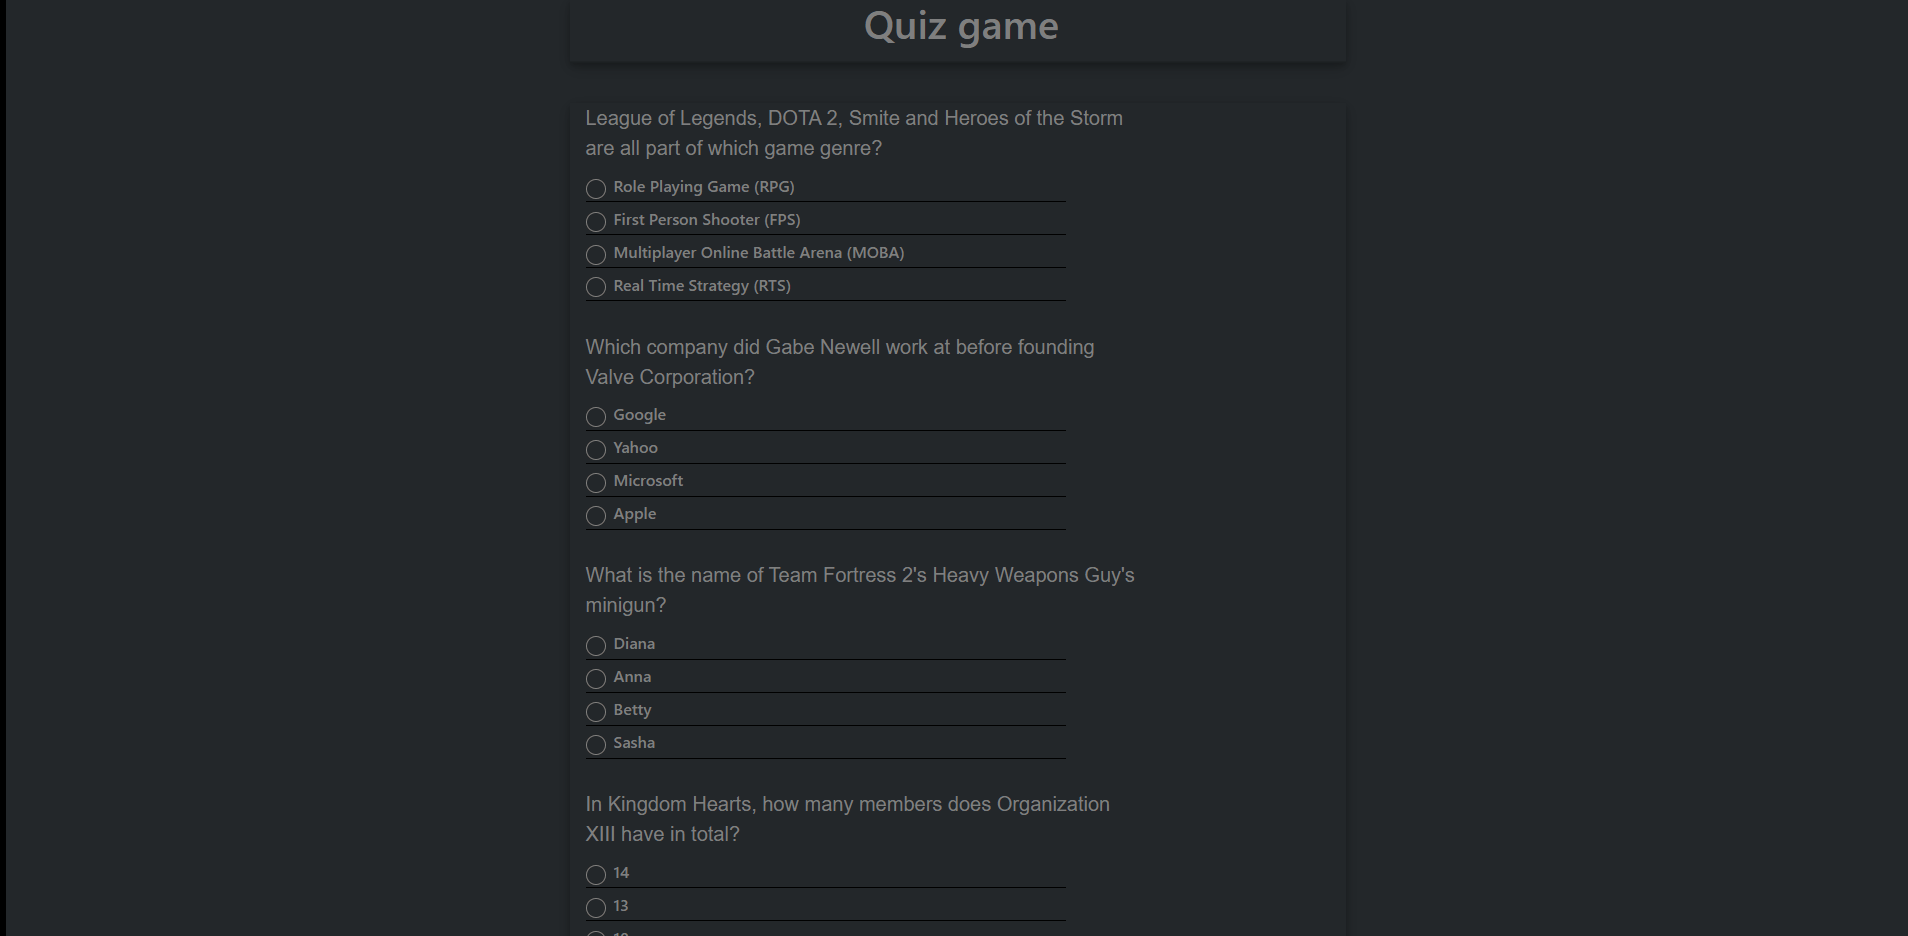 Quiz game
League of Legends, DOTA 2, Smite and Heroes of the Storm
are all part of which game genre?
Role Playing Game (RPG)
First Person Shooter (FPS)
Multiplayer Online Battle Arena (MOBA)
Real Time Strategy (RTS)
Which company did Gabe Newell work at before founding
Valve Corporation?
Google
Yahoo
Microsoft
Apple
What is the name of Team Fortress 2's Heavy Weapons Guy's
minigun?
Diana
Anna
Betty
Sasha
In Kingdom Hearts, how many members does Organization
XIII have in total?
14
13